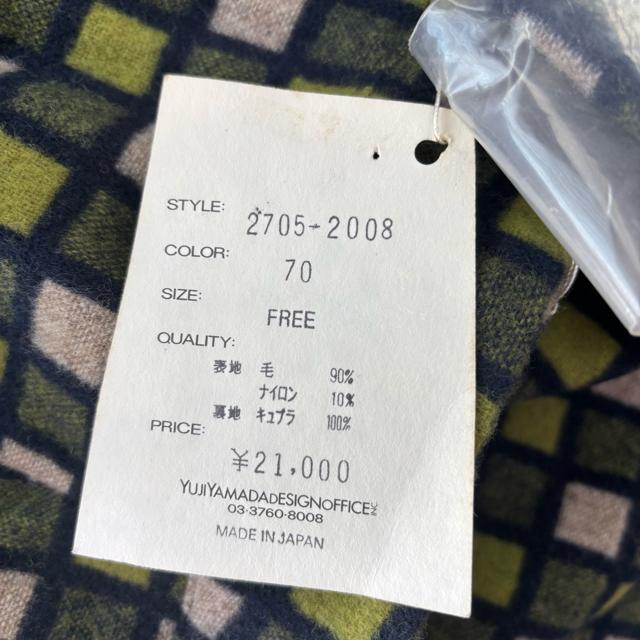 STYLE: 2705-2008
COLOR: 70
SIZE: FREE
QUALITY:
表地 毛 90%
ナイロン 10%
裏地 キュプラ 100%
PRICE: ¥21,000
YUJIYAMADADESIGNOFFICE INC
03-3760-8008
MADE IN JAPAN